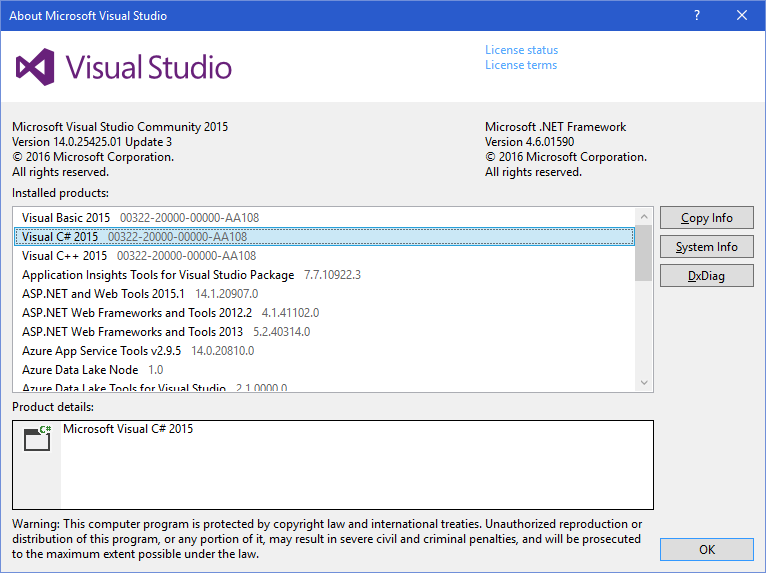 About Microsoft Visual Studio
?
Visual Studio
License status
License terms
Microsoft Visual Studio Community 2015
Version 14.0.25425.01 Update 3
© 2016 Microsoft Corporation.
All rights reserved.
Microsoft .NET Framework
Version 4.6.01590
© 2016 Microsoft Corporation.
All rights reserved.
Installed products:
Visual Basic 2015 00322-20000-00000-AA108
Visual C# 2015 00322-20000-00000-AA108
Visual C++ 2015 00322-20000-00000-AA108
Application Insights Tools for Visual Studio Package 7.7.10922.3
ASP.NET and Web Tools 2015.1 14.1.20907.0
ASP.NET Web Frameworks and Tools 2012.2 4.1.41102.0
ASP.NET Web Frameworks and Tools 2013 5.2.40314.0
Azure App Service Tools v2.9.5 14.0.20810.0
Azure Data Lake Node 1.0
Azure Data Lake Tools for Visual Studio 2.1.0000.0
Copy Info
System Info
DxDiag
Product details:
C#
Microsoft Visual C# 2015
Warning: This computer program is protected by copyright law and international treaties. Unauthorized reproduction or
distribution of this program, or any portion of it, may result in severe civil and criminal penalties, and will be prosecuted
to the maximum extent possible under the law.
OK